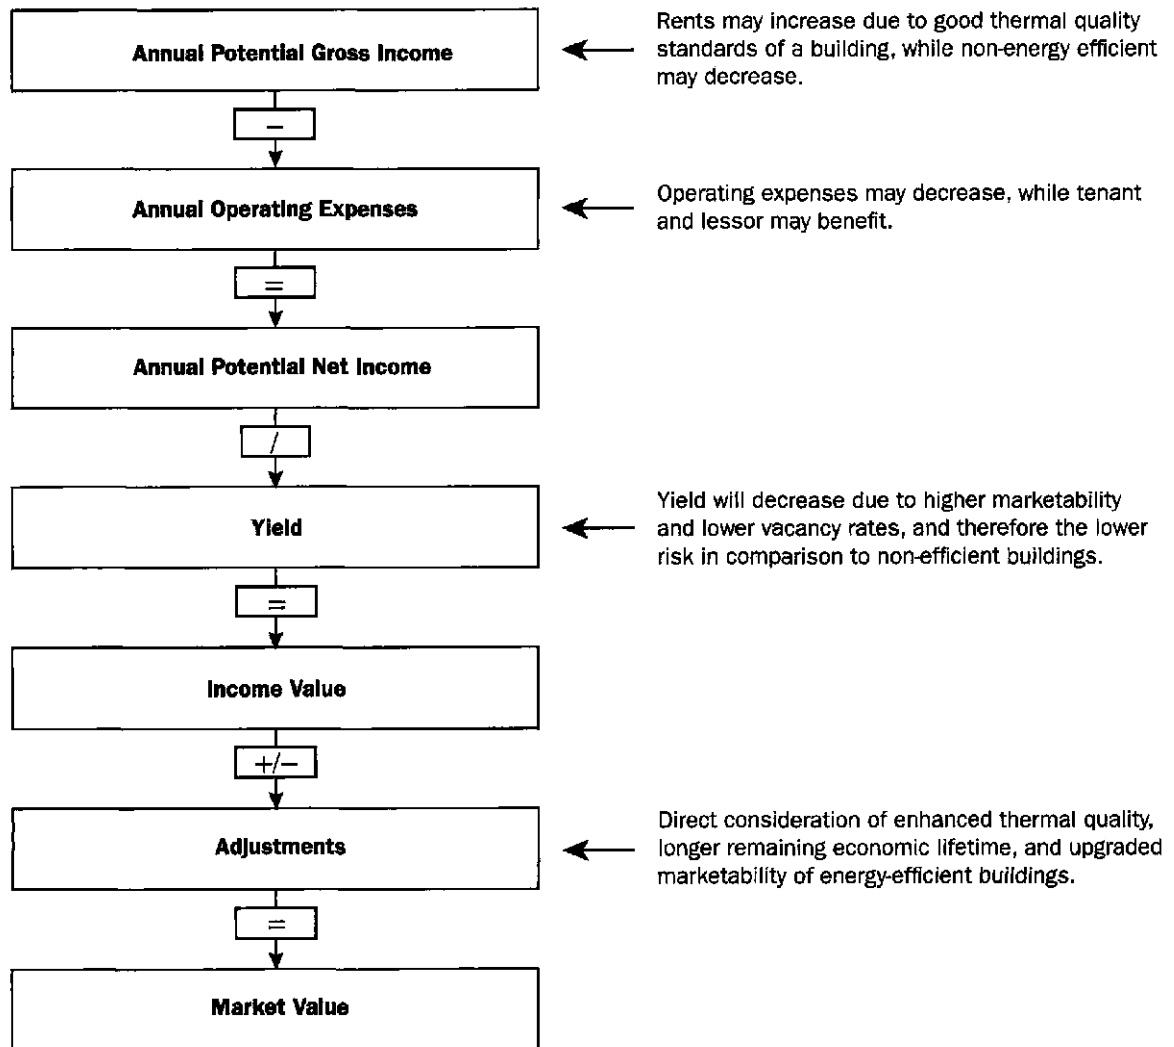 Annual Potential Gross Income
Rents may increase due to good thermal quality
standards of a building, while non-energy efficient
may decrease.
–
Annual Operating Expenses
Operating expenses may decrease, while tenant
and lessor may benefit.
=
Annual Potential Net Income
/
Yield
Yield will decrease due to higher marketability
and lower vacancy rates, and therefore the lower
risk in comparison to non-efficient buildings.
=
Income Value
+/–
Adjustments
Direct consideration of enhanced thermal quality,
longer remaining economic lifetime, and upgraded
marketability of energy-efficient buildings.
=
Market Value